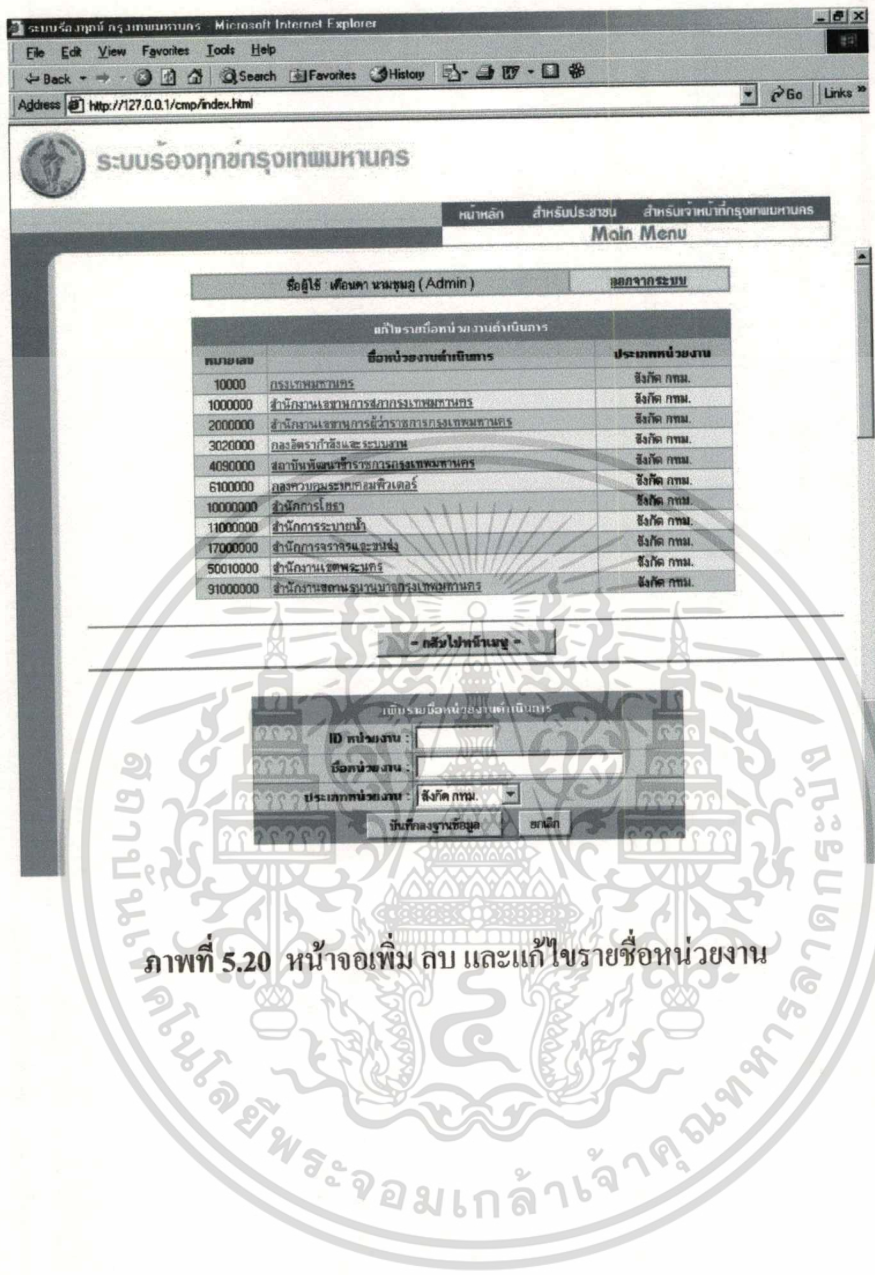 ระบบร้องทุกข์ กรุงเทพมหานคร - Microsoft Internet Explorer
File Edit View Favorites Tools Help
Back Search Favorites History
Address http://127.0.0.1/cmp/index.html Go Links »
ระบบร้องทุกข์กรุงเทพมหานคร
หน้าหลัก สำหรับประชาชน สำหรับเจ้าหน้าที่กรุงเทพมหานคร
Main Menu
ชื่อผู้ใช้ : เตือนตา นามชุมภู ( Admin ) ออกจากระบบ
แก้ไขรายชื่อหน่วยงานดำเนินการ
หมายเลข ชื่อหน่วยงานดำเนินการ ประเภทหน่วยงาน
10000 กรุงเทพมหานคร สังกัด กทม.
1000000 สำนักงานเลขานุการสภากรุงเทพมหานคร สังกัด กทม.
2000000 สำนักงานเลขานุการผู้ว่าราชการกรุงเทพมหานคร สังกัด กทม.
3020000 กองอัตรากำลังและระบบงาน สังกัด กทม.
4090000 สถาบันพัฒนาข้าราชการกรุงเทพมหานคร สังกัด กทม.
6100000 กองควบคุมระบบคอมพิวเตอร์ สังกัด กทม.
10000000 สำนักการโยธา สังกัด กทม.
11000000 สำนักการระบายน้ำ สังกัด กทม.
17000000 สำนักการจราจรและขนส่ง สังกัด กทม.
50010000 สำนักงานเขตพระนคร สังกัด กทม.
91000000 สำนักงานสถานธนานุบาลกรุงเทพมหานคร สังกัด กทม.
- กลับไปหน้าเมนู -
เพิ่มรายชื่อหน่วยงานดำเนินการ
ID หน่วยงาน :
ชื่อหน่วยงาน :
ประเภทหน่วยงาน : สังกัด กทม.
บันทึกลงฐานข้อมูล ยกเลิก
ภาพที่ 5.20 หน้าจอเพิ่ม ลบ และแก้ไขรายชื่อหน่วยงาน
สถาบันเทคโนโลยีพระจอมเกล้าเจ้าคุณทหารลาดกระบัง